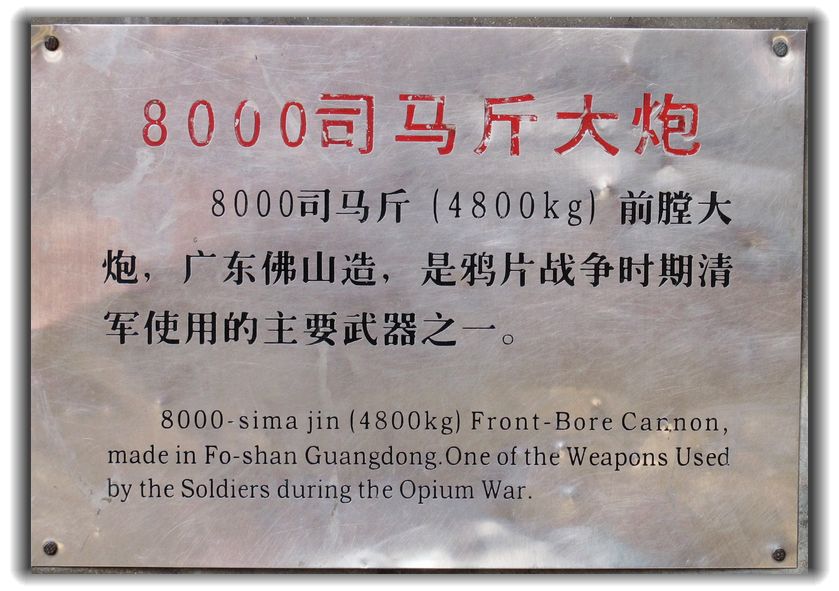 8000司马斤大炮
8000司马斤 (4800kg) 前膛大
炮，广东佛山造，是鸦片战争时期清
军使用的主要武器之一。
8000-sima jin (4800kg) Front-Bore Cannon,
made in Fo-shan Guangdong.One of the Weapons Used
by the Soldiers during the Opium War.